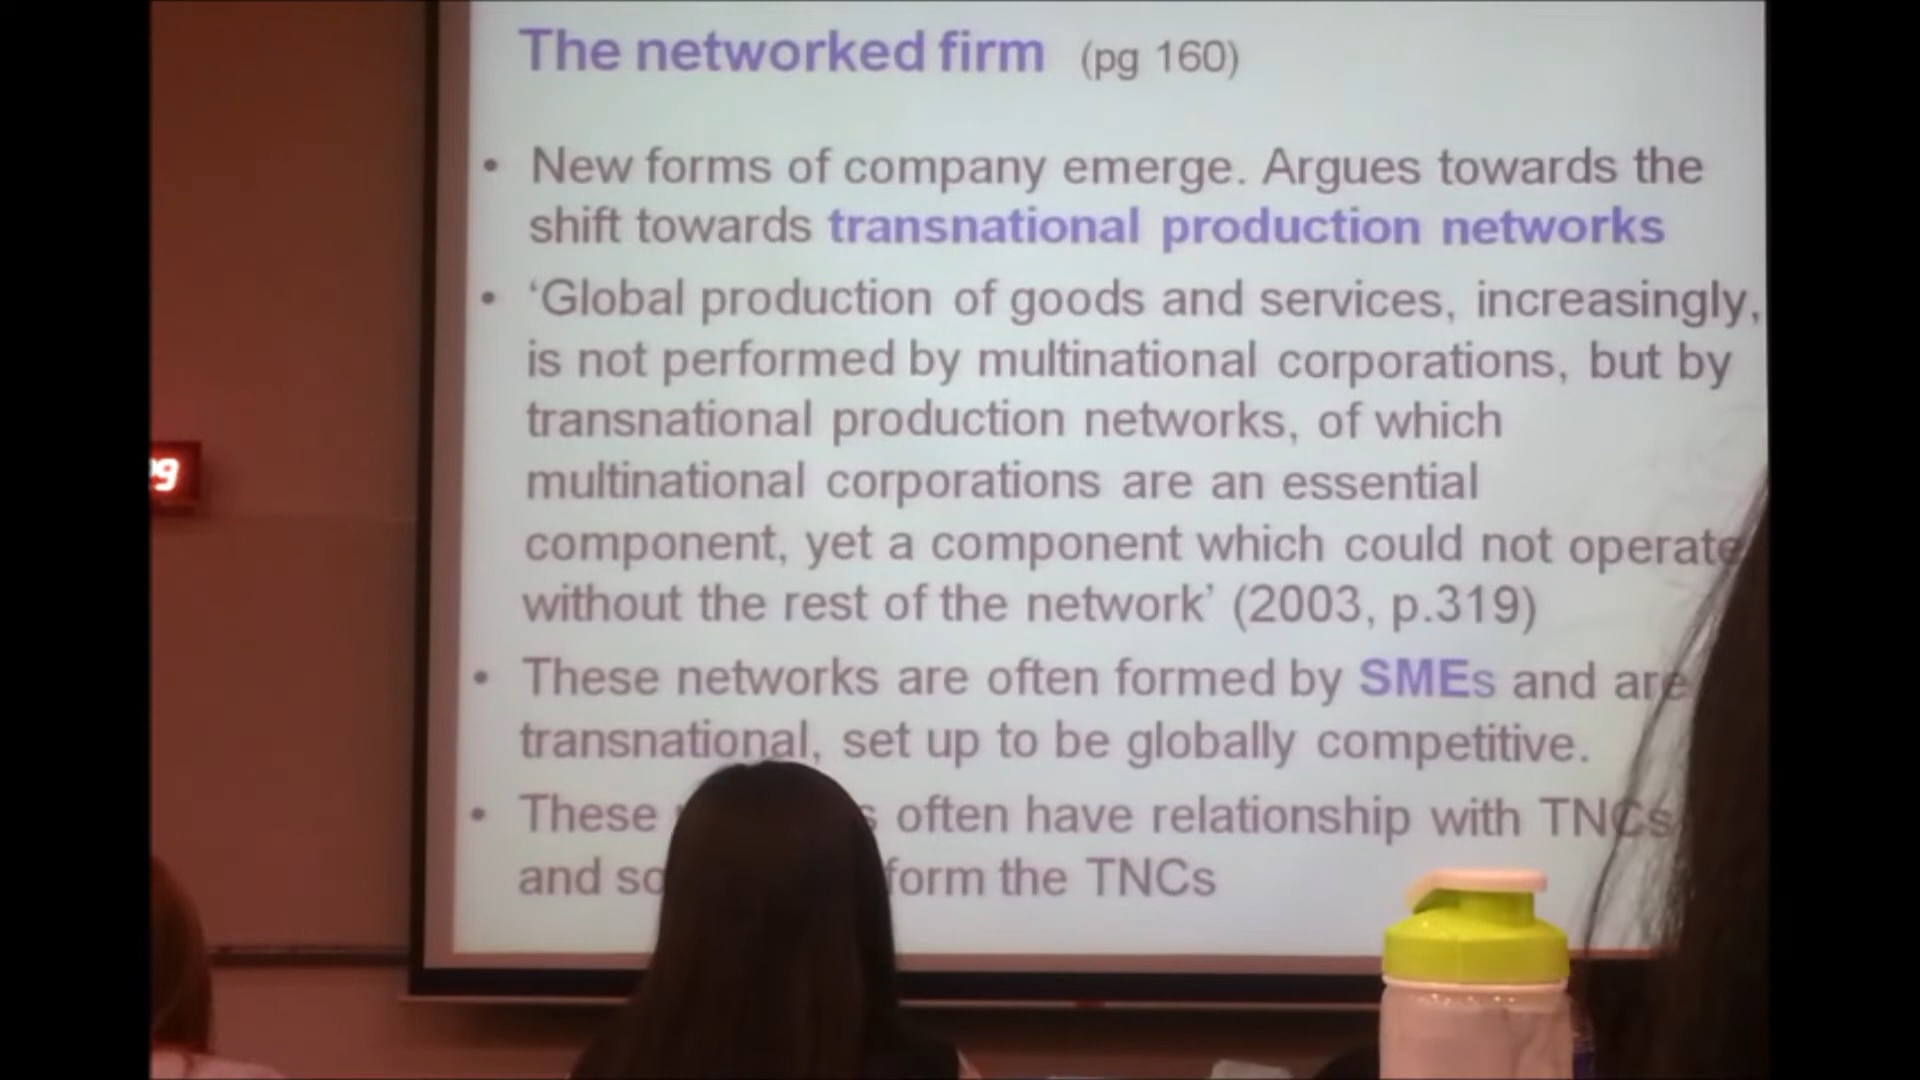 The networked firm (pg 160)
• New forms of company emerge. Argues towards the
shift towards transnational production networks
• ‘Global production of goods and services, increasingly,
is not performed by multinational corporations, but by
transnational production networks, of which
multinational corporations are an essential
component, yet a component which could not operate
without the rest of the network’ (2003, p.319)
• These networks are often formed by SMEs and are
transnational, set up to be globally competitive.
• These often have relationship with TNCs
and form the TNCs
9